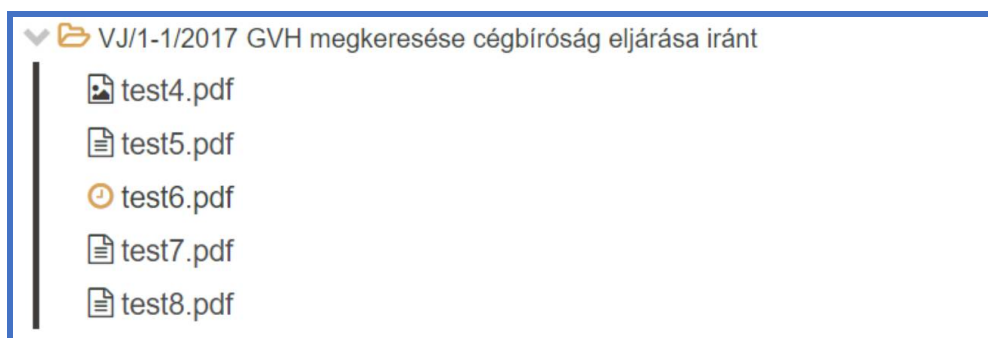 VJ/1-1/2017 GVH megkeresése cégbíróság eljárása iránt
test4.pdf
test5.pdf
test6.pdf
test7.pdf
test8.pdf